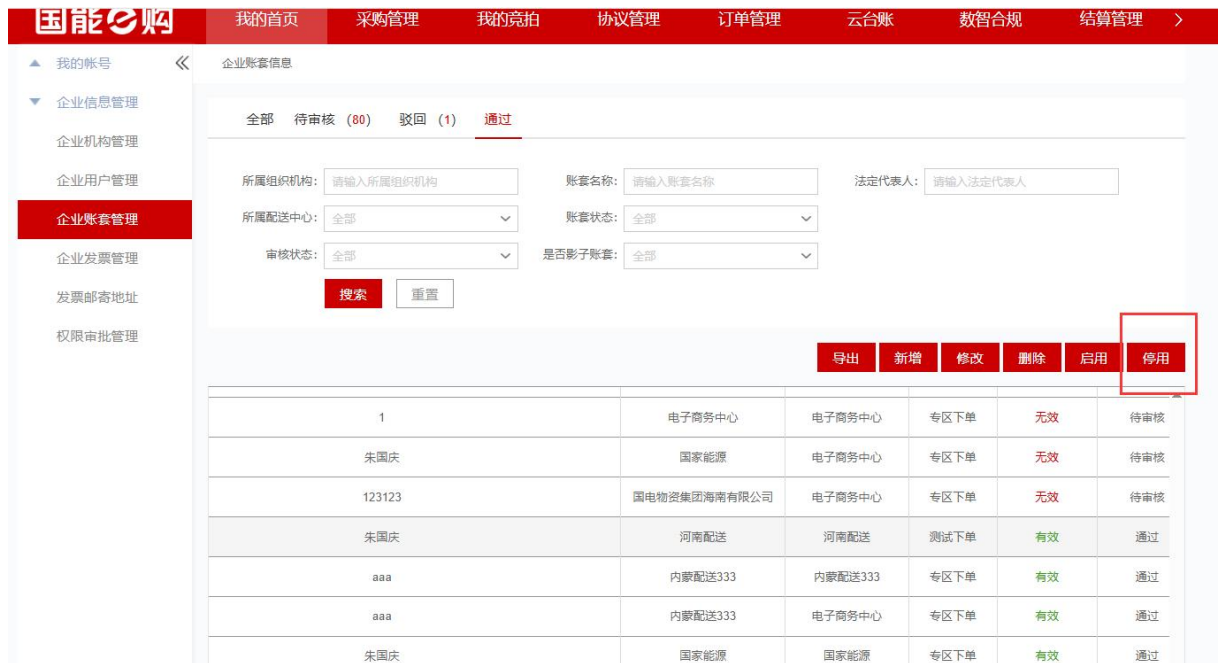 国能e购 我的首页 采购管理 我的竞拍 协议管理 订单管理 云台账 数智合规 结算管理
我的帐号 企业账套信息
企业信息管理
全部 待审核 (80) 驳回 (1) 通过
企业机构管理
企业用户管理 所属组织机构: 请输入所属组织机构 账套名称: 请输入账套名称 法定代表人: 请输入法定代表人
企业账套管理 所属配送中心: 全部 账套状态: 全部
企业发票管理 审核状态: 全部 是否影子账套: 全部
发票邮寄地址 搜索 重置
权限审批管理
导出 新增 修改 删除 启用 停用
1 电子商务中心 电子商务中心 专区下单 无效 待审核
朱国庆 国家能源 电子商务中心 专区下单 无效 待审核
123123 国电物资集团海南有限公司 电子商务中心 专区下单 无效 待审核
朱国庆 河南配送 河南配送 测试下单 有效 通过
aaa 内蒙配送333 内蒙配送333 专区下单 有效 通过
aaa 内蒙配送333 电子商务中心 专区下单 有效 通过
朱国庆 国家能源 国家能源 专区下单 有效 通过